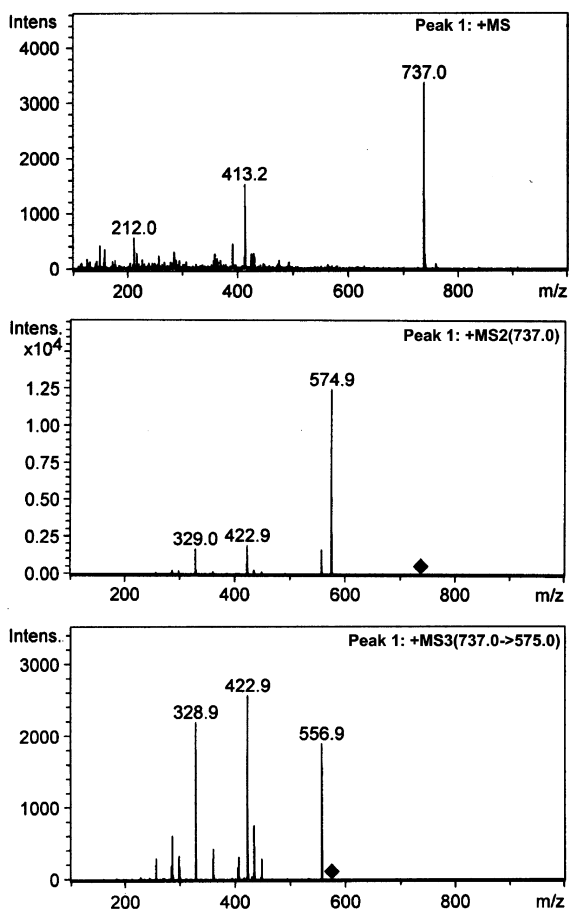 Intens
Peak 1: +MS
4000
737.0
3000
2000
413.2
1000
212.0
0
200 400 600 800 m/z
Intens.
x10⁴
Peak 1: +MS2(737.0)
574.9
1.25
1.00
0.75
0.50
0.25
329.0 422.9
0.00
200 400 600 800 m/z
Intens..
Peak 1: +MS3(737.0->575.0)
3000
422.9
328.9
556.9
2000
1000
0
200 400 600 800 m/z